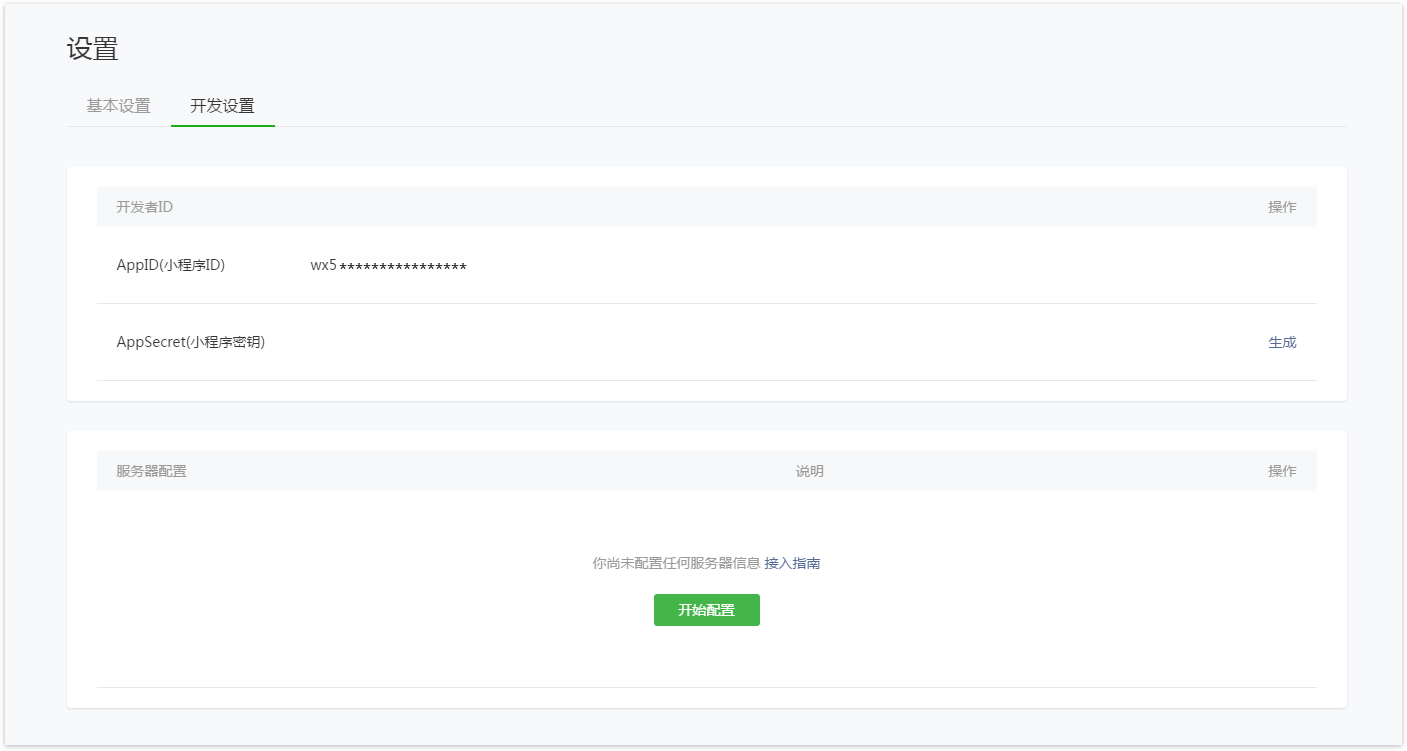 设置
基本设置 开发设置
开发者ID 操作
AppID(小程序ID) wx5****************
AppSecret(小程序密钥) 生成
服务器配置 说明 操作
你尚未配置任何服务器信息 接入指南
开始配置